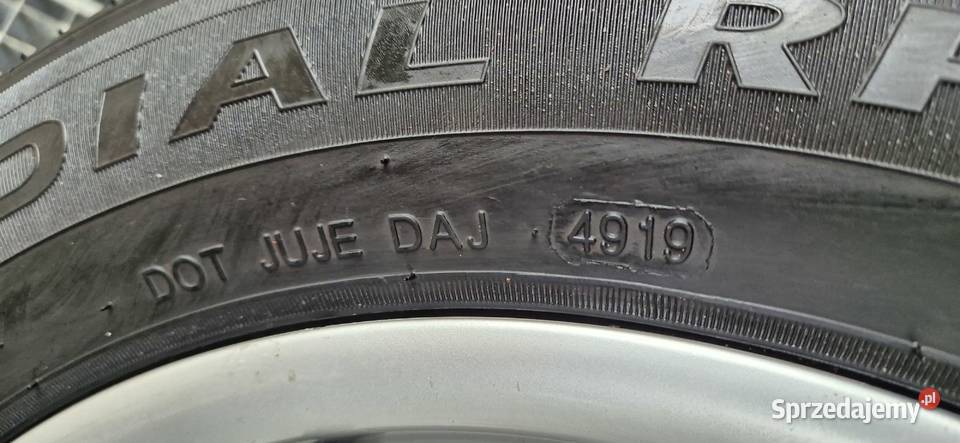 DIAL R
DOT JUJE DAJ 4919
Sprzedajemy.pl